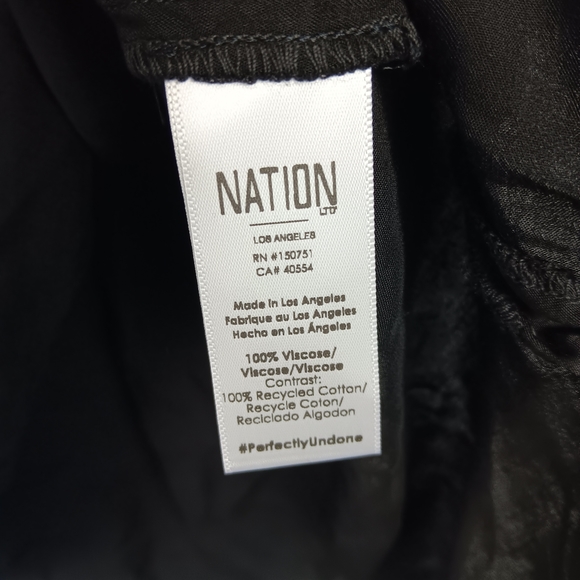 NATION
LTD
LOS ANGELES
RN #150751
CA# 40554
Made in Los Angeles
Fabrique au Los Angeles
Hecho en Los Ángeles
100% Viscose/
Viscose/Viscose
Contrast:
100% Recycled Cotton/
Recycle Coton/
Reciclado Algodon
#PerfectlyUndone